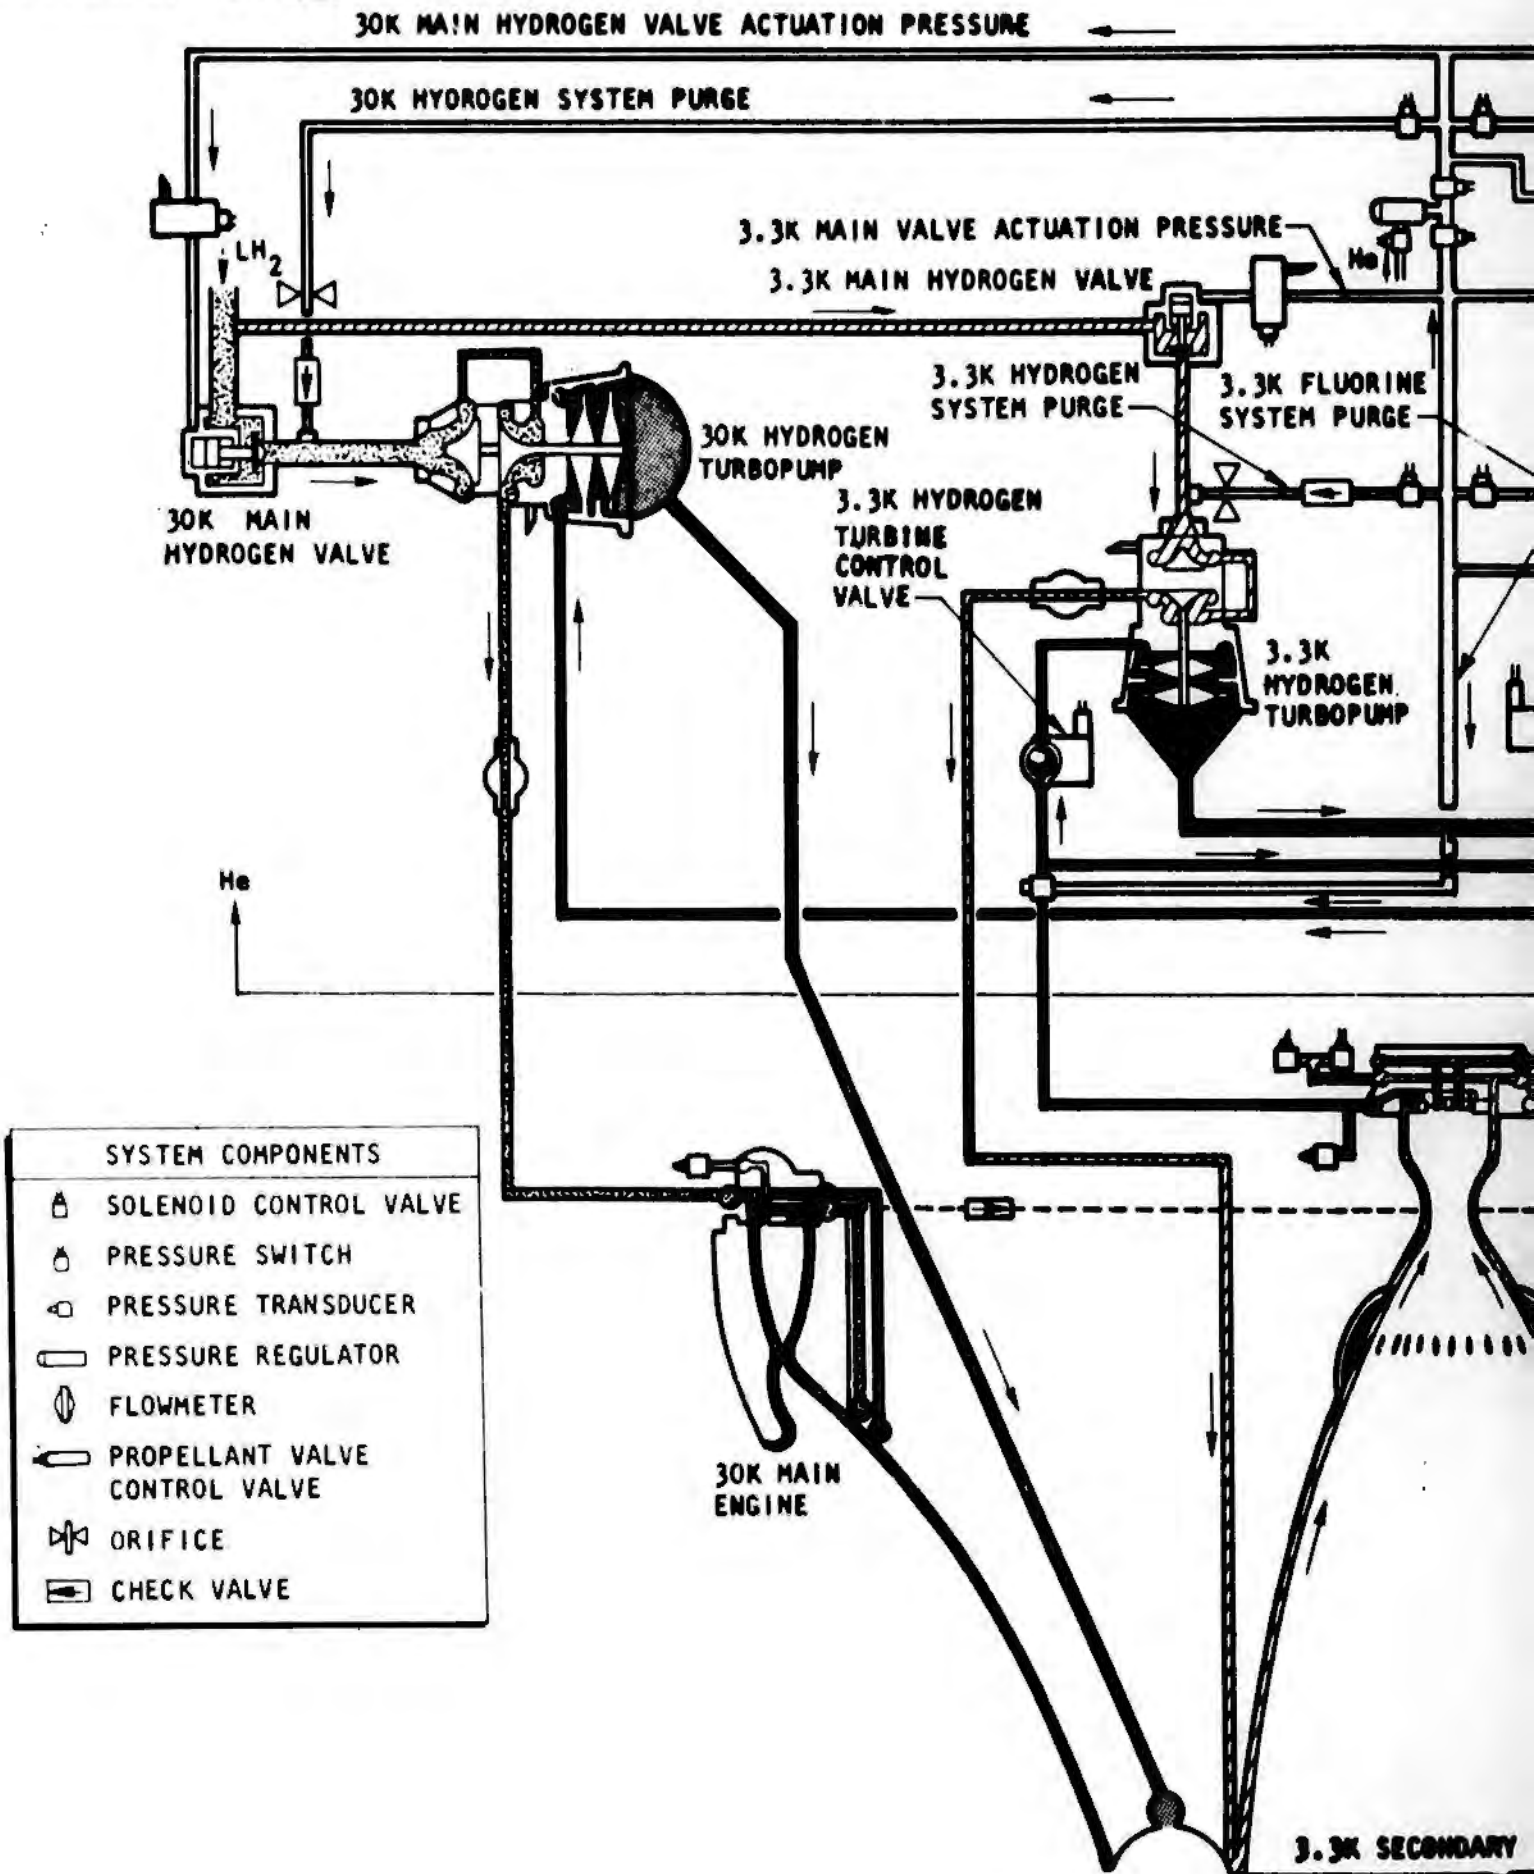 30K MAIN HYDROGEN VALVE ACTUATION PRESSURE
30K HYDROGEN SYSTEM PURGE
3.3K MAIN VALVE ACTUATION PRESSURE
He
LH2
3.3K MAIN HYDROGEN VALVE
3.3K HYDROGEN
SYSTEM PURGE
3.3K FLUORINE
SYSTEM PURGE
30K HYDROGEN
TURBOPUMP
3.3K HYDROGEN
TURBINE
CONTROL
VALVE
30K MAIN
HYDROGEN VALVE
3.3K
HYDROGEN
TURBOPUMP
He
SYSTEM COMPONENTS
SOLENOID CONTROL VALVE
PRESSURE SWITCH
PRESSURE TRANSDUCER
PRESSURE REGULATOR
FLOWMETER
PROPELLANT VALVE
CONTROL VALVE
ORIFICE
CHECK VALVE
30K MAIN
ENGINE
3.3K SECONDARY